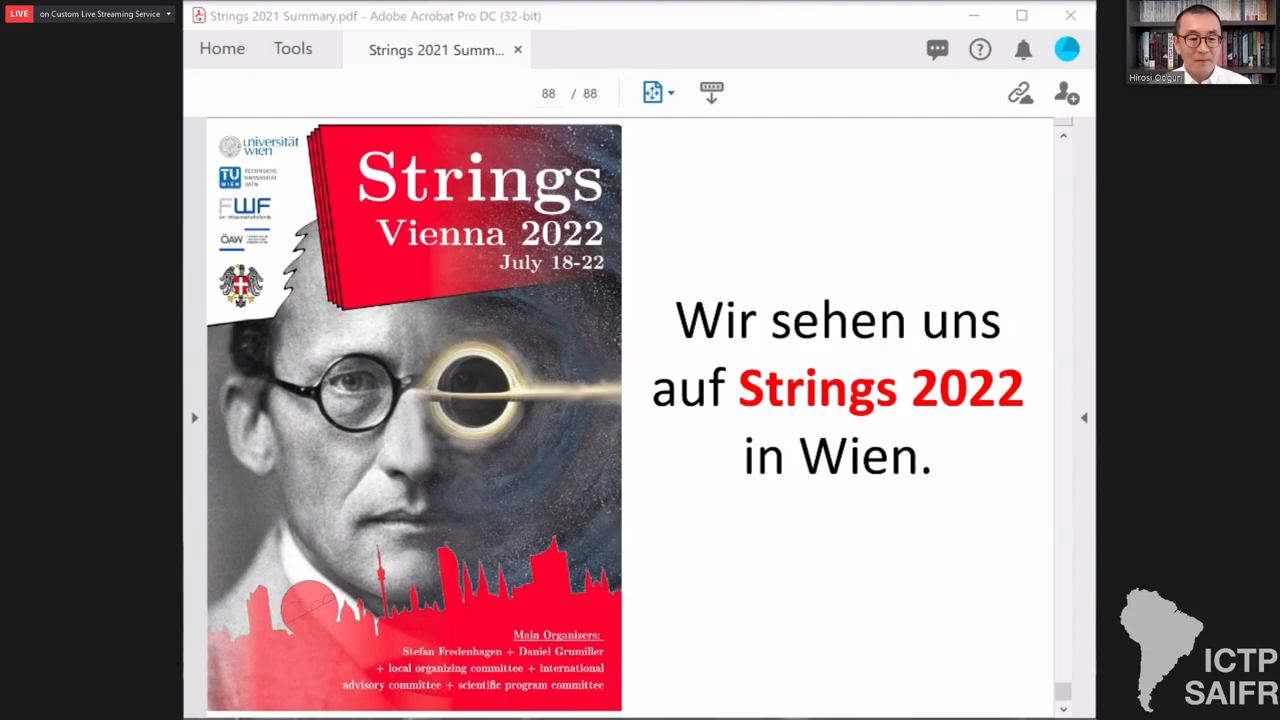 LIVE on Custom Live Streaming Service
Strings 2021 Summary.pdf - Adobe Acrobat Pro DC (32-bit)
Home Tools Strings 2021 Summ...
88 / 88
Hirosi Ooguri
universität
wien
TU
WIEN
TECHNISCHE
UNIVERSITÄT
WIEN
FWF
ÖAW
Strings
Vienna 2022
July 18-22
Wir sehen uns
auf Strings 2022
in Wien.
Main Organizers:
Stefan Fredenhagen + Daniel Grumiller
+ local organizing committee + international
advisory committee + scientific program committee
ICTP
SAIFR